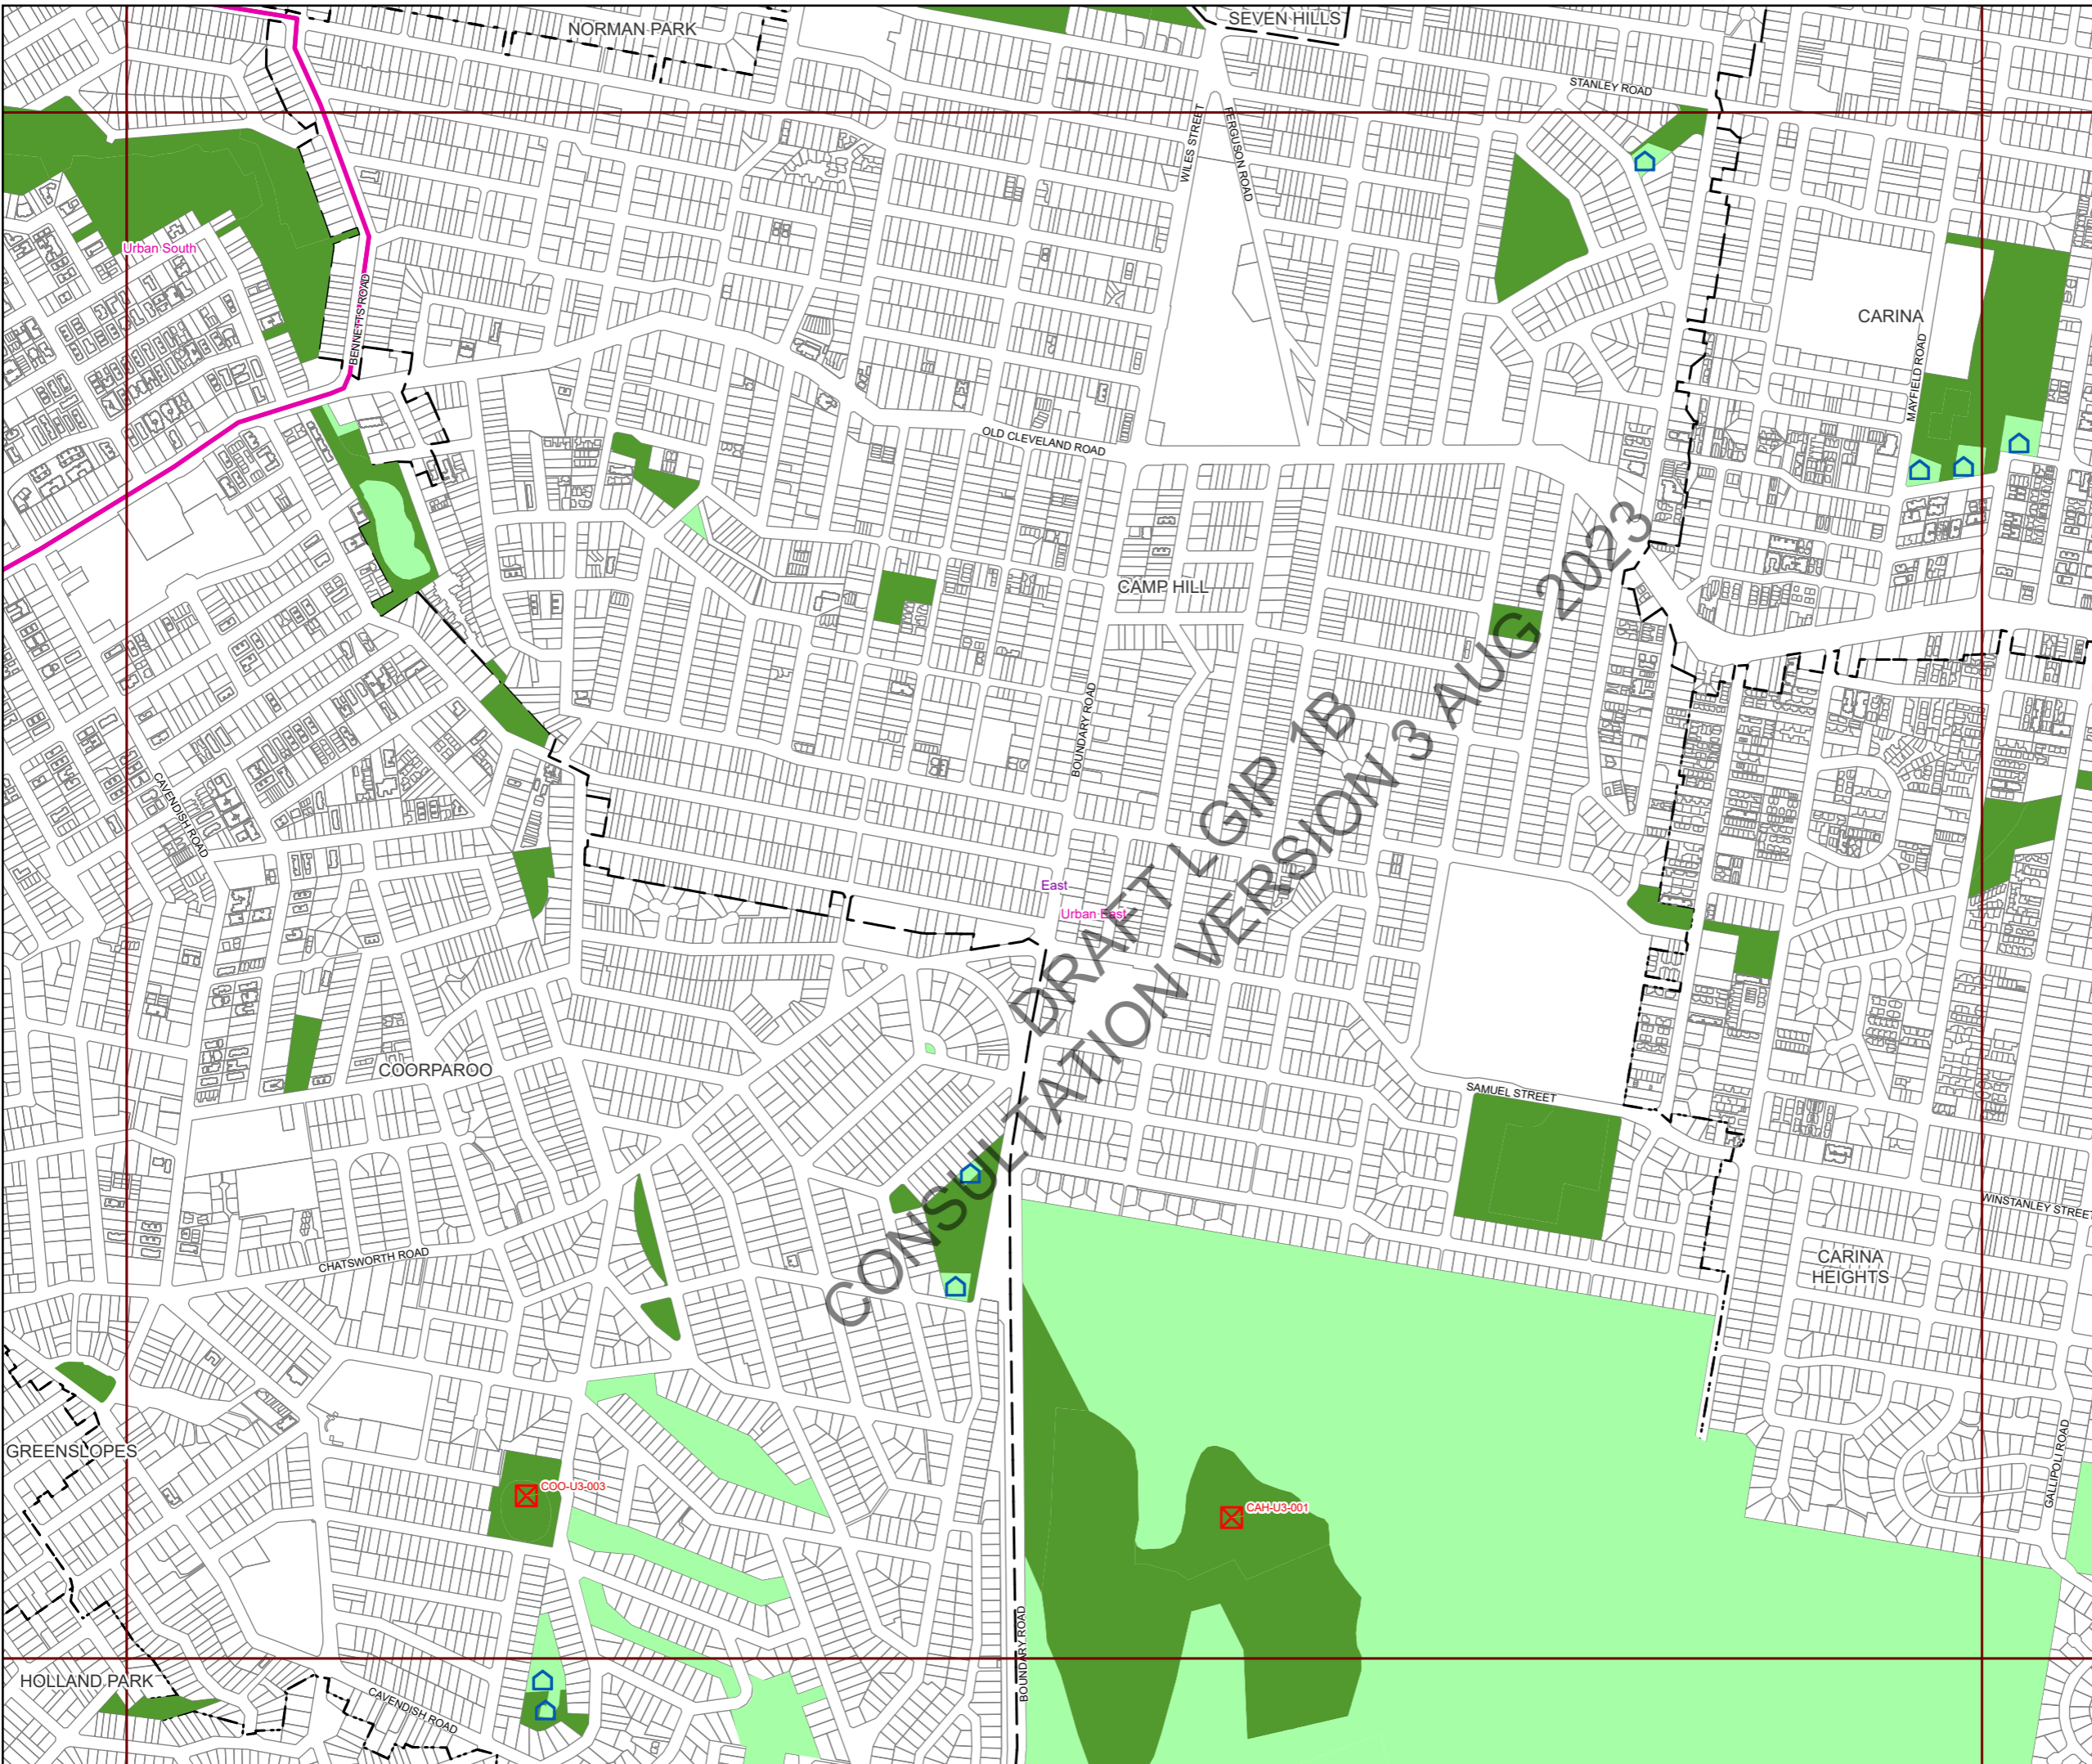 NORMAN PARK
SEVEN HILLS
STANLEY ROAD
WILES STREET
FERGUSON ROAD
Urban South
BENNETTS ROAD
CARINA
MAYFIELD ROAD
OLD CLEVELAND ROAD
CAMP HILL
BOUNDARY ROAD
CAVENDISH ROAD
East
Urban East
DRAFT LGIP 1B
CONSULTATION VERSION 3 AUG 2023
COORPAROO
SAMUEL STREET
WINSTANLEY STREET
CHATSWORTH ROAD
CARINA
HEIGHTS
GREENSLOPES
GALLIPOLI ROAD
COO-U3-003
CAH-U3-001
BOUNDARY ROAD
HOLLAND PARK
CAVENDISH ROAD